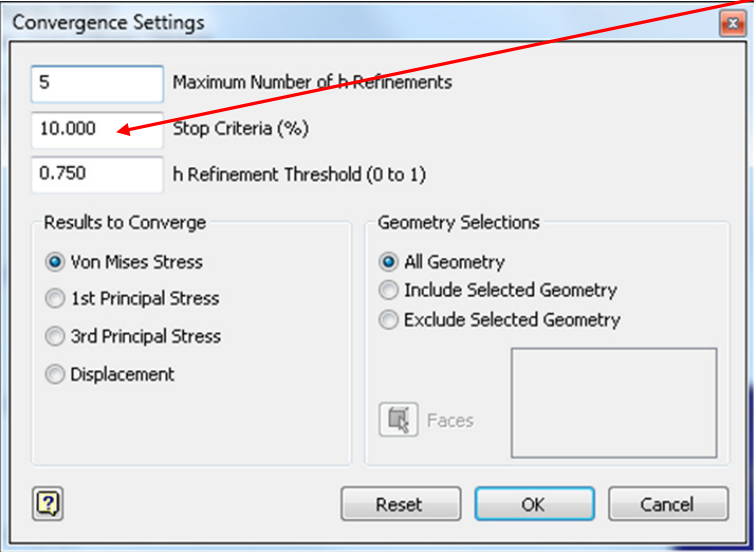 Convergence Settings
5 Maximum Number of h Refinements
10.000 Stop Criteria (%)
0.750 h Refinement Threshold (0 to 1)
Results to Converge
Von Mises Stress
1st Principal Stress
3rd Principal Stress
Displacement
Geometry Selections
All Geometry
Include Selected Geometry
Exclude Selected Geometry
Faces
?
Reset OK Cancel